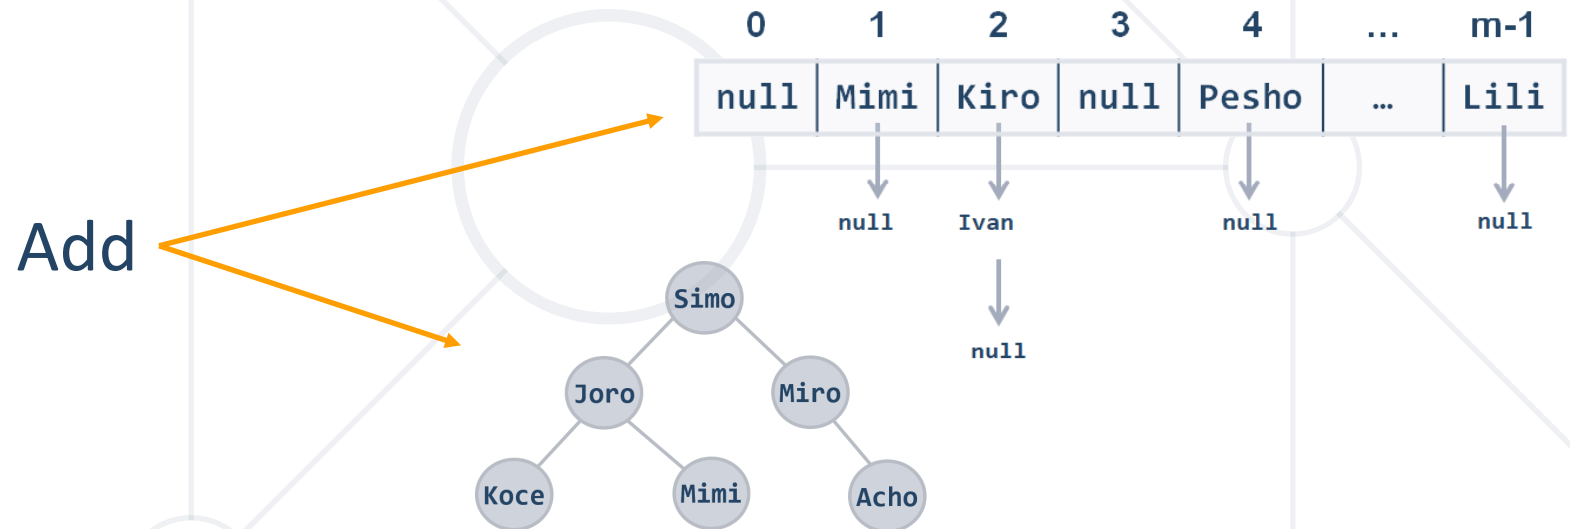 0 1 2 3 4 ... m-1
null Mimi Kiro null Pesho … Lili
null Ivan null null
Add
Simo
null
Joro Miro
Koce Mimi Acho